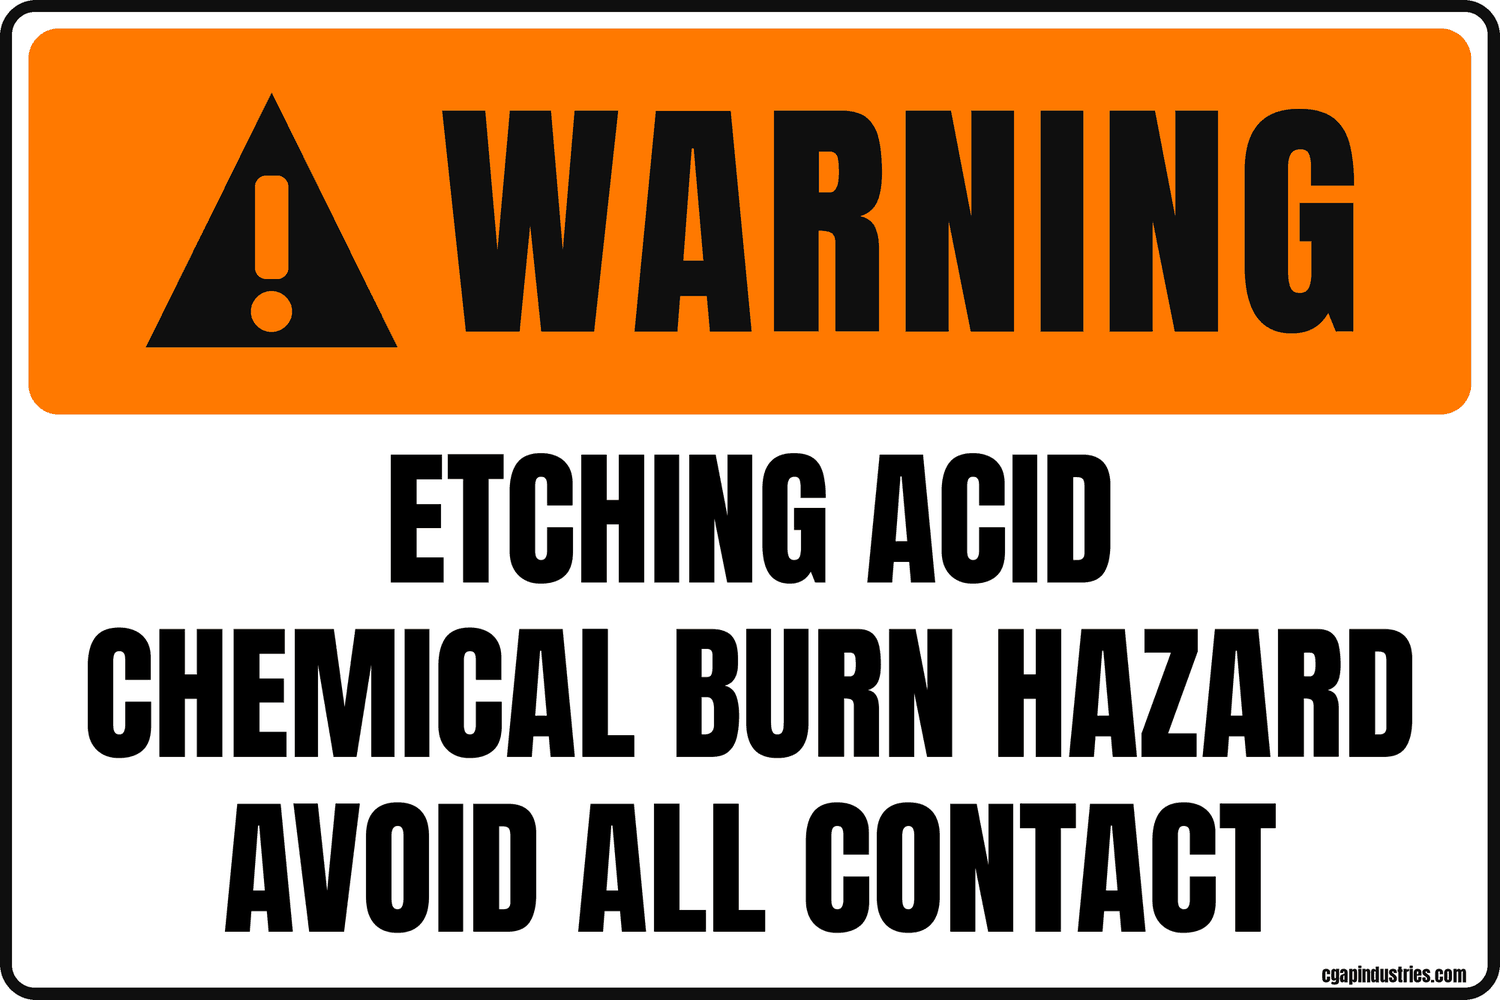 WARNING
ETCHING ACID
CHEMICAL BURN HAZARD
AVOID ALL CONTACT
cgapindustries.com